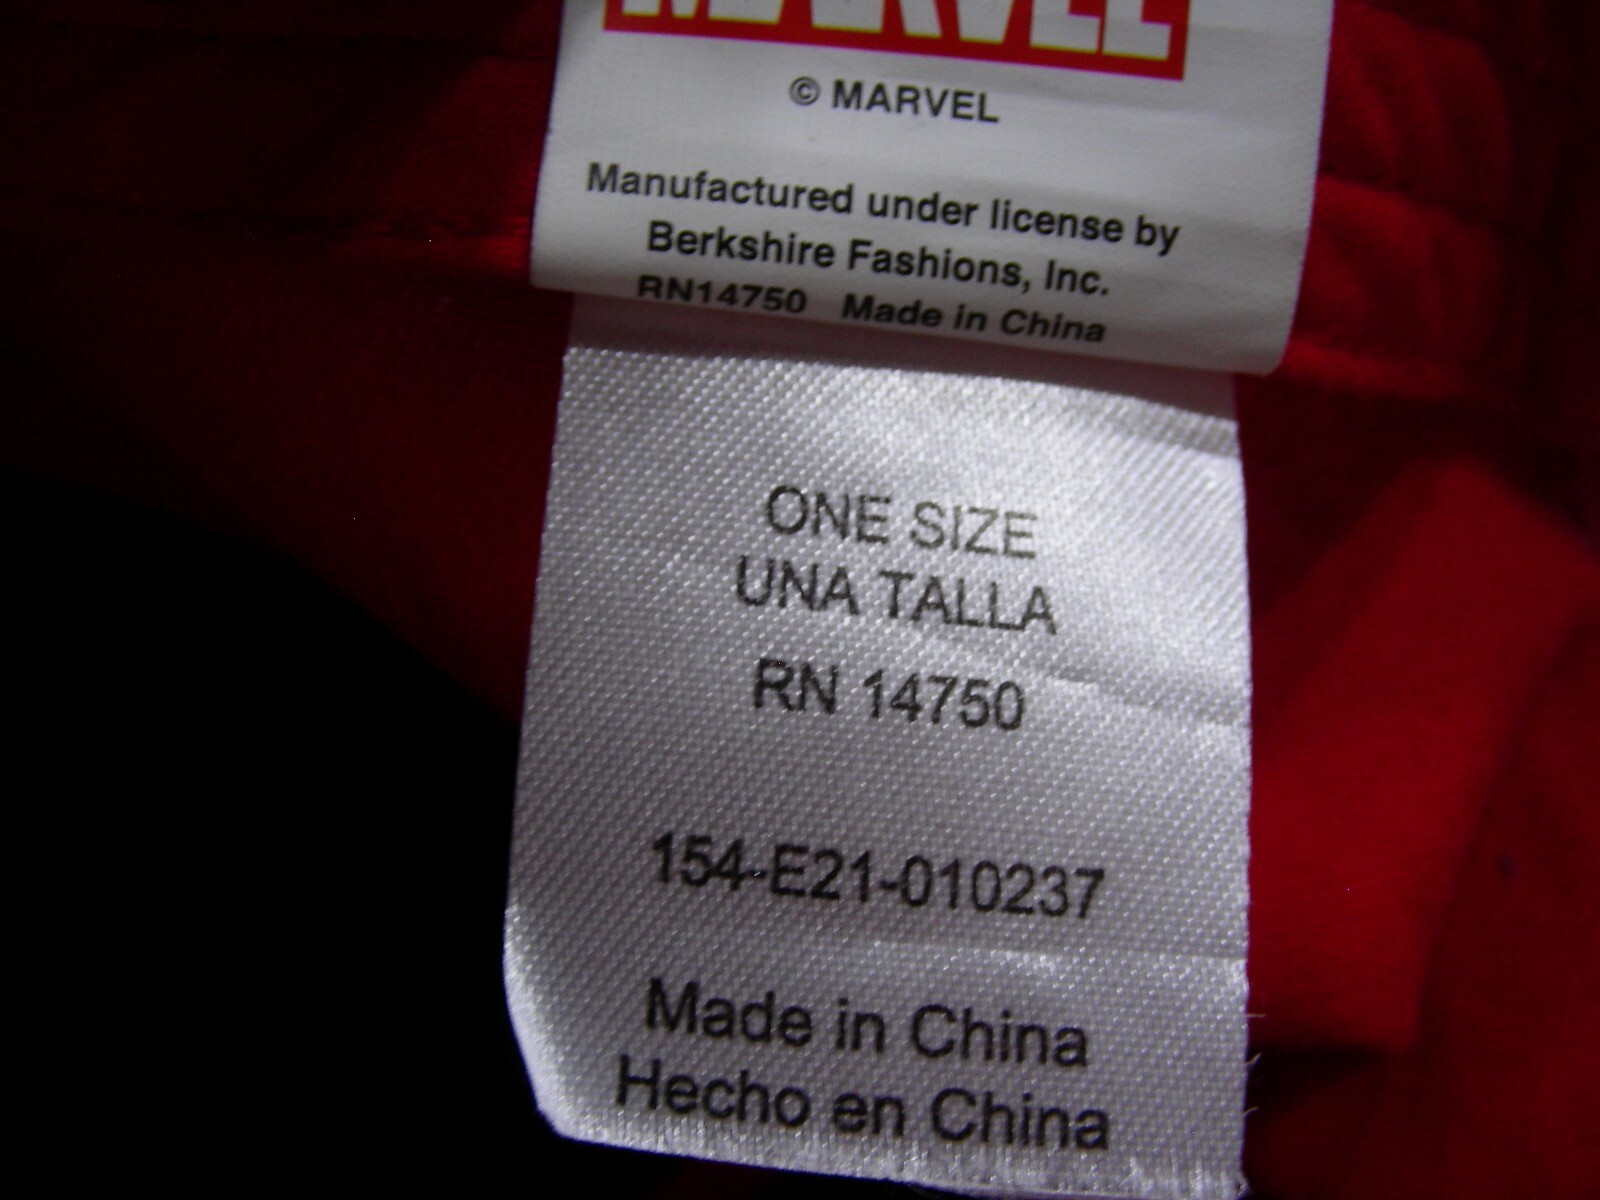 MARVEL
© MARVEL
Manufactured under license by
Berkshire Fashions, Inc.
RN14750 Made in China
ONE SIZE
UNA TALLA
RN 14750
154-E21-010237
Made in China
Hecho en China